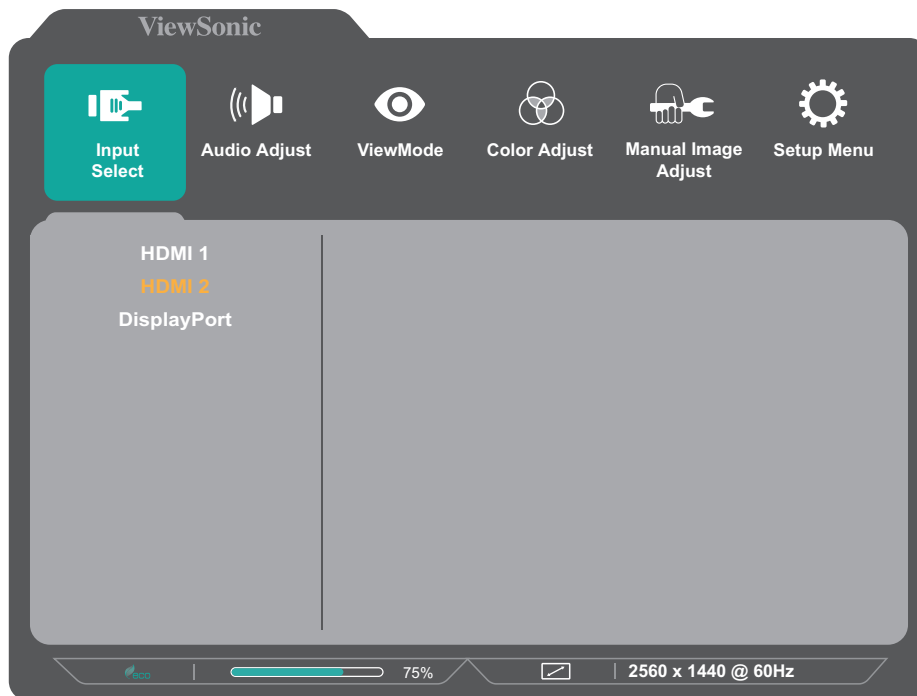 ViewSonic
Input Select
Audio Adjust
ViewMode
Color Adjust
Manual Image Adjust
Setup Menu
HDMI 1
HDMI 2
DisplayPort
eco
75%
2560 x 1440 @ 60Hz